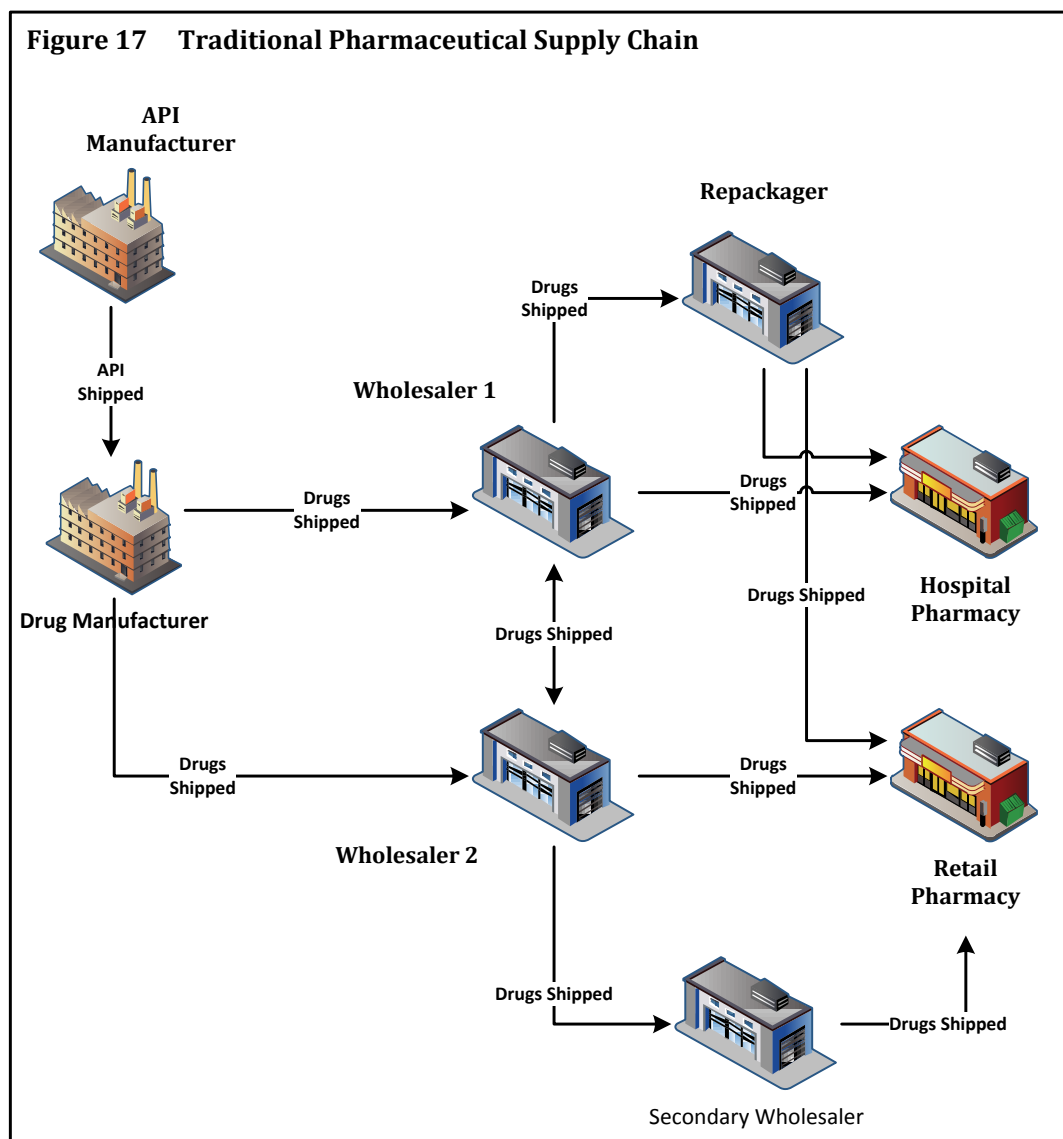 Figure 17 Traditional Pharmaceutical Supply Chain
API
Manufacturer
Repackager
Drugs
Shipped
API
Shipped
Wholesaler 1
Drugs
Shipped
Drugs
Shipped
Hospital
Pharmacy
Drug Manufacturer
Drugs Shipped
Drugs Shipped
Drugs
Shipped
Drugs
Shipped
Wholesaler 2
Retail
Pharmacy
Drugs Shipped
Drugs Shipped
Secondary Wholesaler